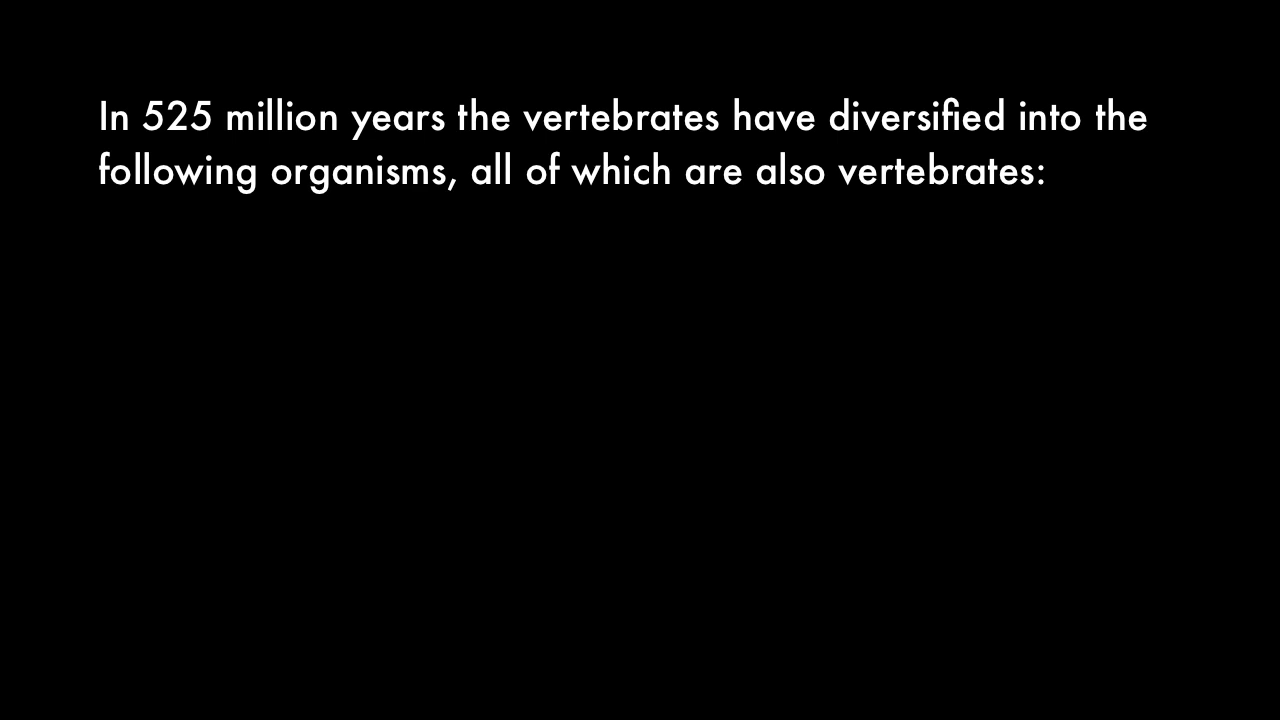 In 525 million years the vertebrates have diversified into the
following organisms, all of which are also vertebrates: